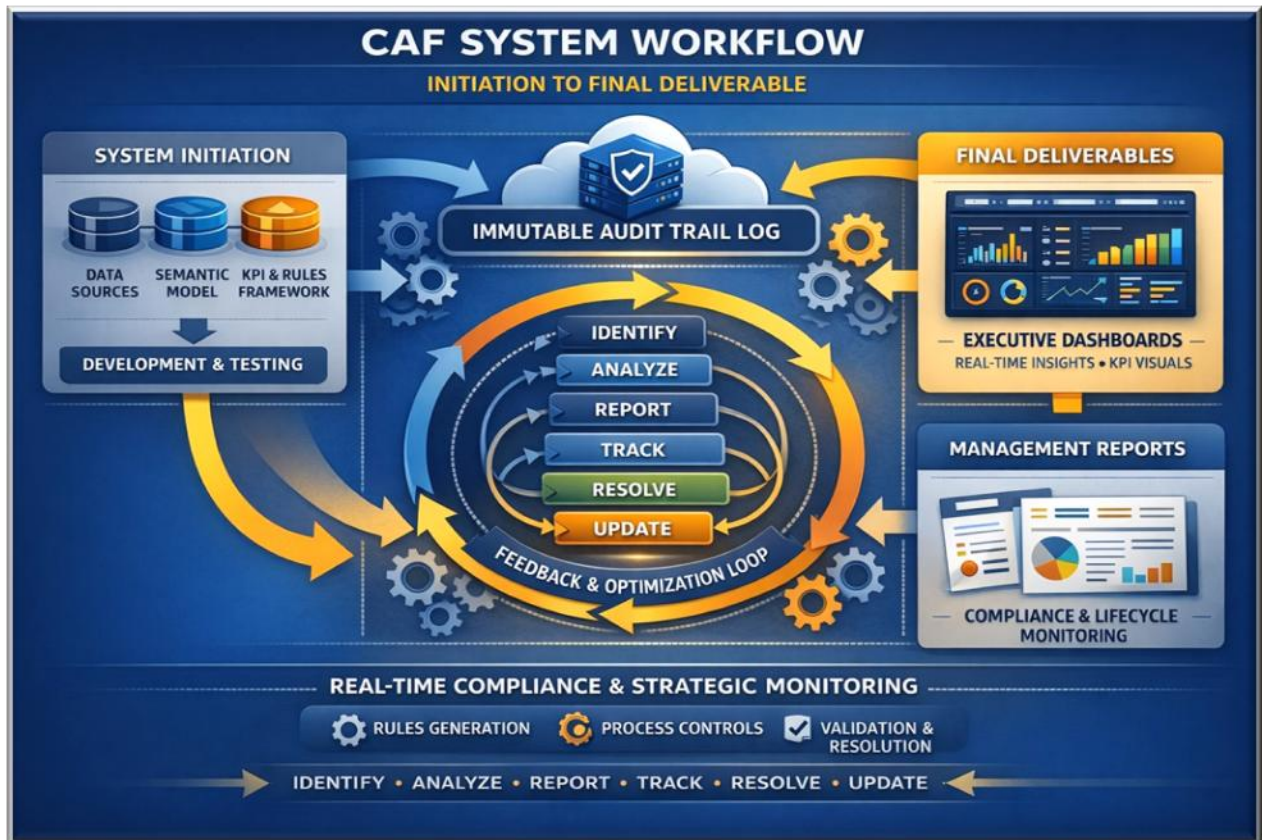 CAF SYSTEM WORKFLOW
INITIATION TO FINAL DELIVERABLE
SYSTEM INITIATION
DATA SOURCES
SEMANTIC MODEL
KPI & RULES FRAMEWORK
DEVELOPMENT & TESTING
IMMUTABLE AUDIT TRAIL LOG
IDENTIFY
ANALYZE
REPORT
TRACK
RESOLVE
UPDATE
FEEDBACK & OPTIMIZATION LOOP
FINAL DELIVERABLES
EXECUTIVE DASHBOARDS
REAL-TIME INSIGHTS • KPI VISUALS
MANAGEMENT REPORTS
COMPLIANCE & LIFECYCLE
MONITORING
REAL-TIME COMPLIANCE & STRATEGIC MONITORING
RULES GENERATION
PROCESS CONTROLS
VALIDATION &
RESOLUTION
IDENTIFY • ANALYZE • REPORT • TRACK • RESOLVE • UPDATE